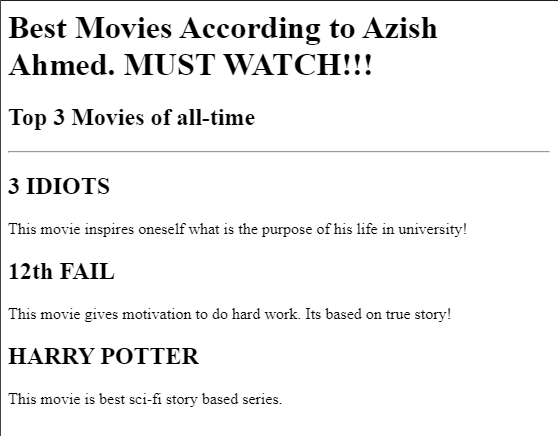 Best Movies According to Azish
Ahmed. MUST WATCH!!!
Top 3 Movies of all-time
3 IDIOTS
This movie inspires oneself what is the purpose of his life in university!
12th FAIL
This movie gives motivation to do hard work. Its based on true story!
HARRY POTTER
This movie is best sci-fi story based series.